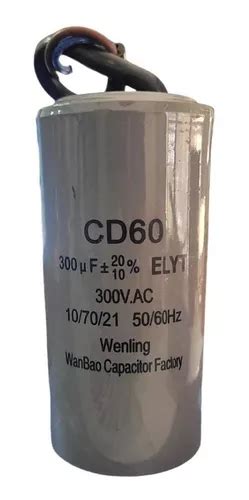 CD60
300 μF ± 20/10 % ELYT
300V.AC
10/70/21 50/60Hz
Wenling
WanBao Capacitor Factory